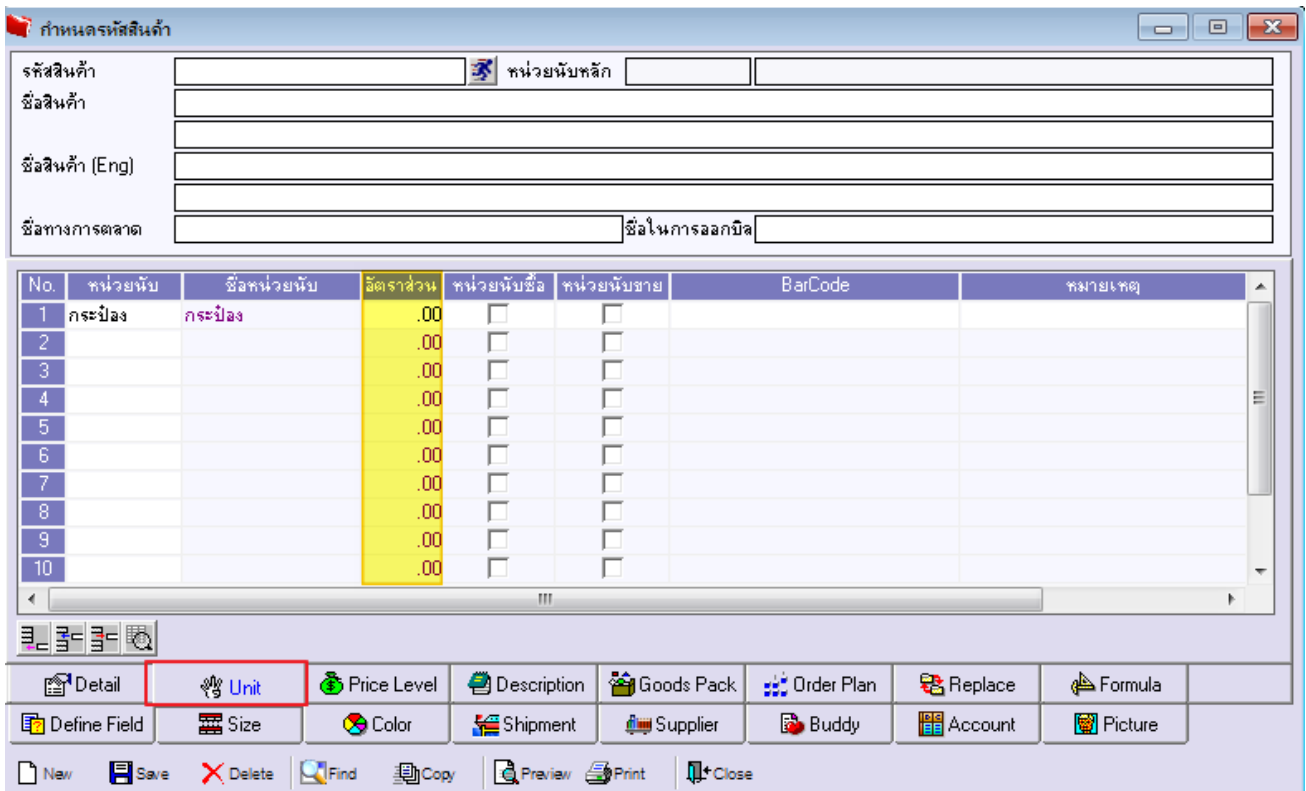 กำหนดรหัสสินค้า
รหัสสินค้า หน่วยนับหลัก
ชื่อสินค้า
ชื่อสินค้า (Eng)
ชื่อทางการตลาด ชื่อในการออกบิล
No. หน่วยนับ ชื่อหน่วยนับ อัตราส่วน หน่วยนับซื้อ หน่วยนับขาย BarCode หมายเหตุ
1 กระป๋อง กระป๋อง .00
2 .00
3 .00
4 .00
5 .00
6 .00
7 .00
8 .00
9 .00
10 .00
Detail Unit Price Level Description Goods Pack Order Plan Replace Formula
Define Field Size Color Shipment Supplier Buddy Account Picture
New Save Delete Find Copy Preview Print Close